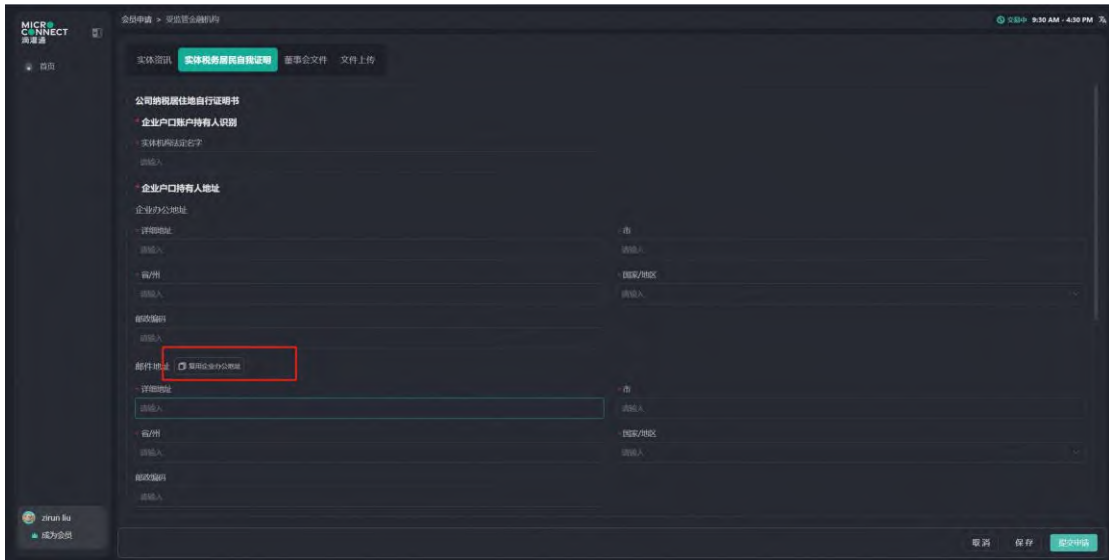 MICRO
CONNECT
滴灌通
会员申请 > 受监管金融机构
交易中 9:30 AM - 4:30 PM
首页
实体资讯 实体税务居民自我证明 董事会文件 文件上传
公司纳税居住地自行证明书
* 企业户口账户持有人识别
* 实体机构法定名字
请输入
* 企业户口持有人地址
企业办公地址
* 详细地址 * 市
请输入 请输入
* 省/州 * 国家/地区
请输入 请输入
邮政编码
请输入
邮件地址 复用企业办公地址
* 详细地址 * 市
请输入 请输入
* 省/州 * 国家/地区
请输入 请输入
邮政编码
请输入
zirun liu
成为会员
取消 保存 提交申请